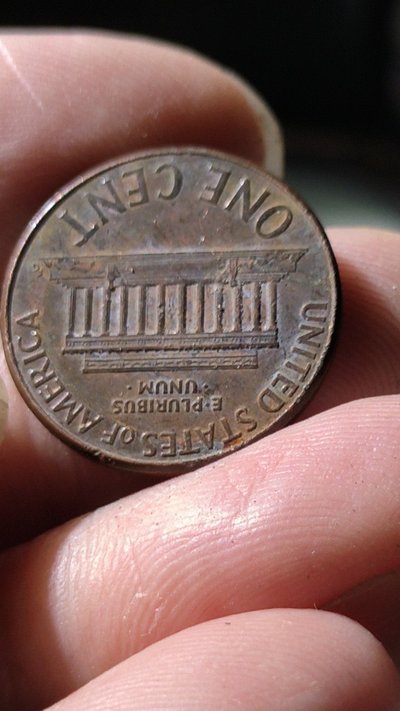 UNITED STATES OF AMERICA
E·PLURIBUS
·UNUM·
ONE CENT